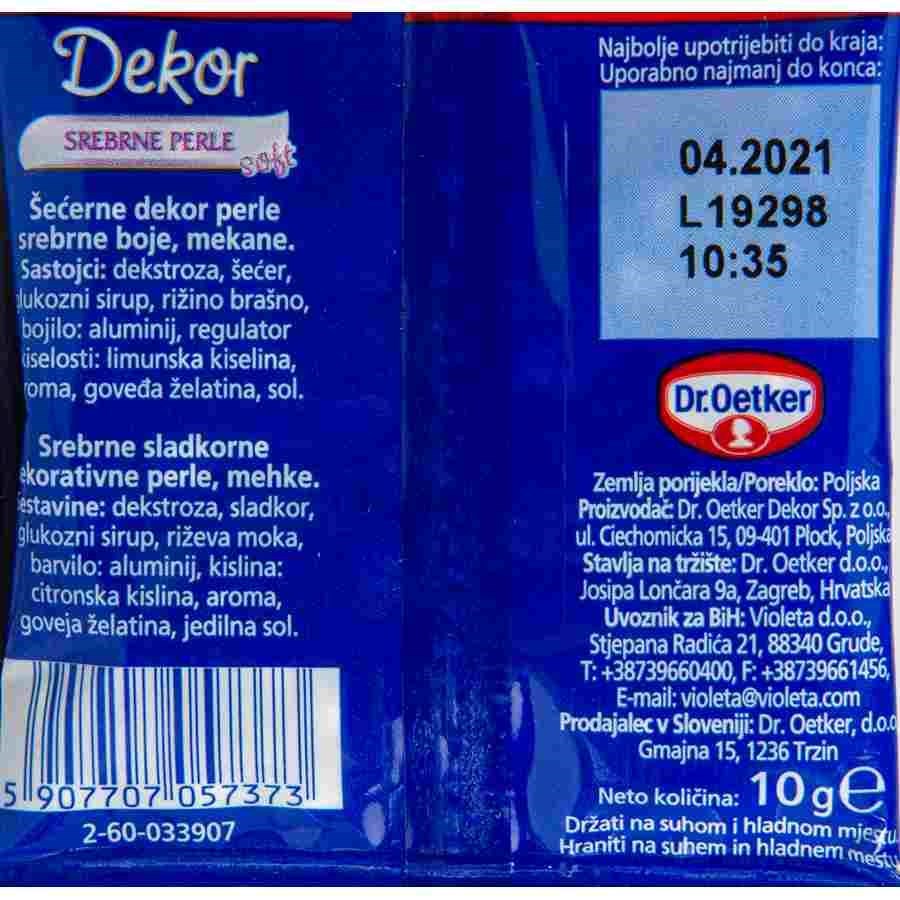 Dekor
SREBRNE PERLE
soft
Šećerne dekor perle
srebrne boje, mekane.
Sastojci: dekstroza, šećer,
glukozni sirup, rižino brašno,
bojilo: aluminij, regulator
kiselosti: limunska kiselina,
aroma, goveđa želatina, sol.
Srebrne sladkorne
dekorativne perle, mehke.
Sestavine: dekstroza, sladkor,
glukozni sirup, riževa moka,
barvilo: aluminij, kislina:
citronska kislina, aroma,
goveja želatina, jedilna sol.
5 907707 057373
2-60-033907
Najbolje upotrijebiti do kraja:
Uporabno najmanj do konca:
04.2021
L19298
10:35
Dr.Oetker
Zemlja porijekla/Poreklo: Poljska
Proizvođač: Dr. Oetker Dekor Sp. z o.o.,
ul. Ciechomicka 15, 09-401 Płock, Poljska
Stavlja na tržište: Dr. Oetker d.o.o.,
Josipa Lončara 9a, Zagreb, Hrvatska
Uvoznik za BiH: Violeta d.o.o.,
Stjepana Radića 21, 88340 Grude,
T: +38739660400, F: +38739661456,
E-mail: violeta@violeta.com
Prodajalec v Sloveniji: Dr. Oetker, d.o.o.
Gmajna 15, 1236 Trzin
Neto količina: 10 g e
Držati na suhom i hladnom mjestu.
Hraniti na suhem in hladnem mestu